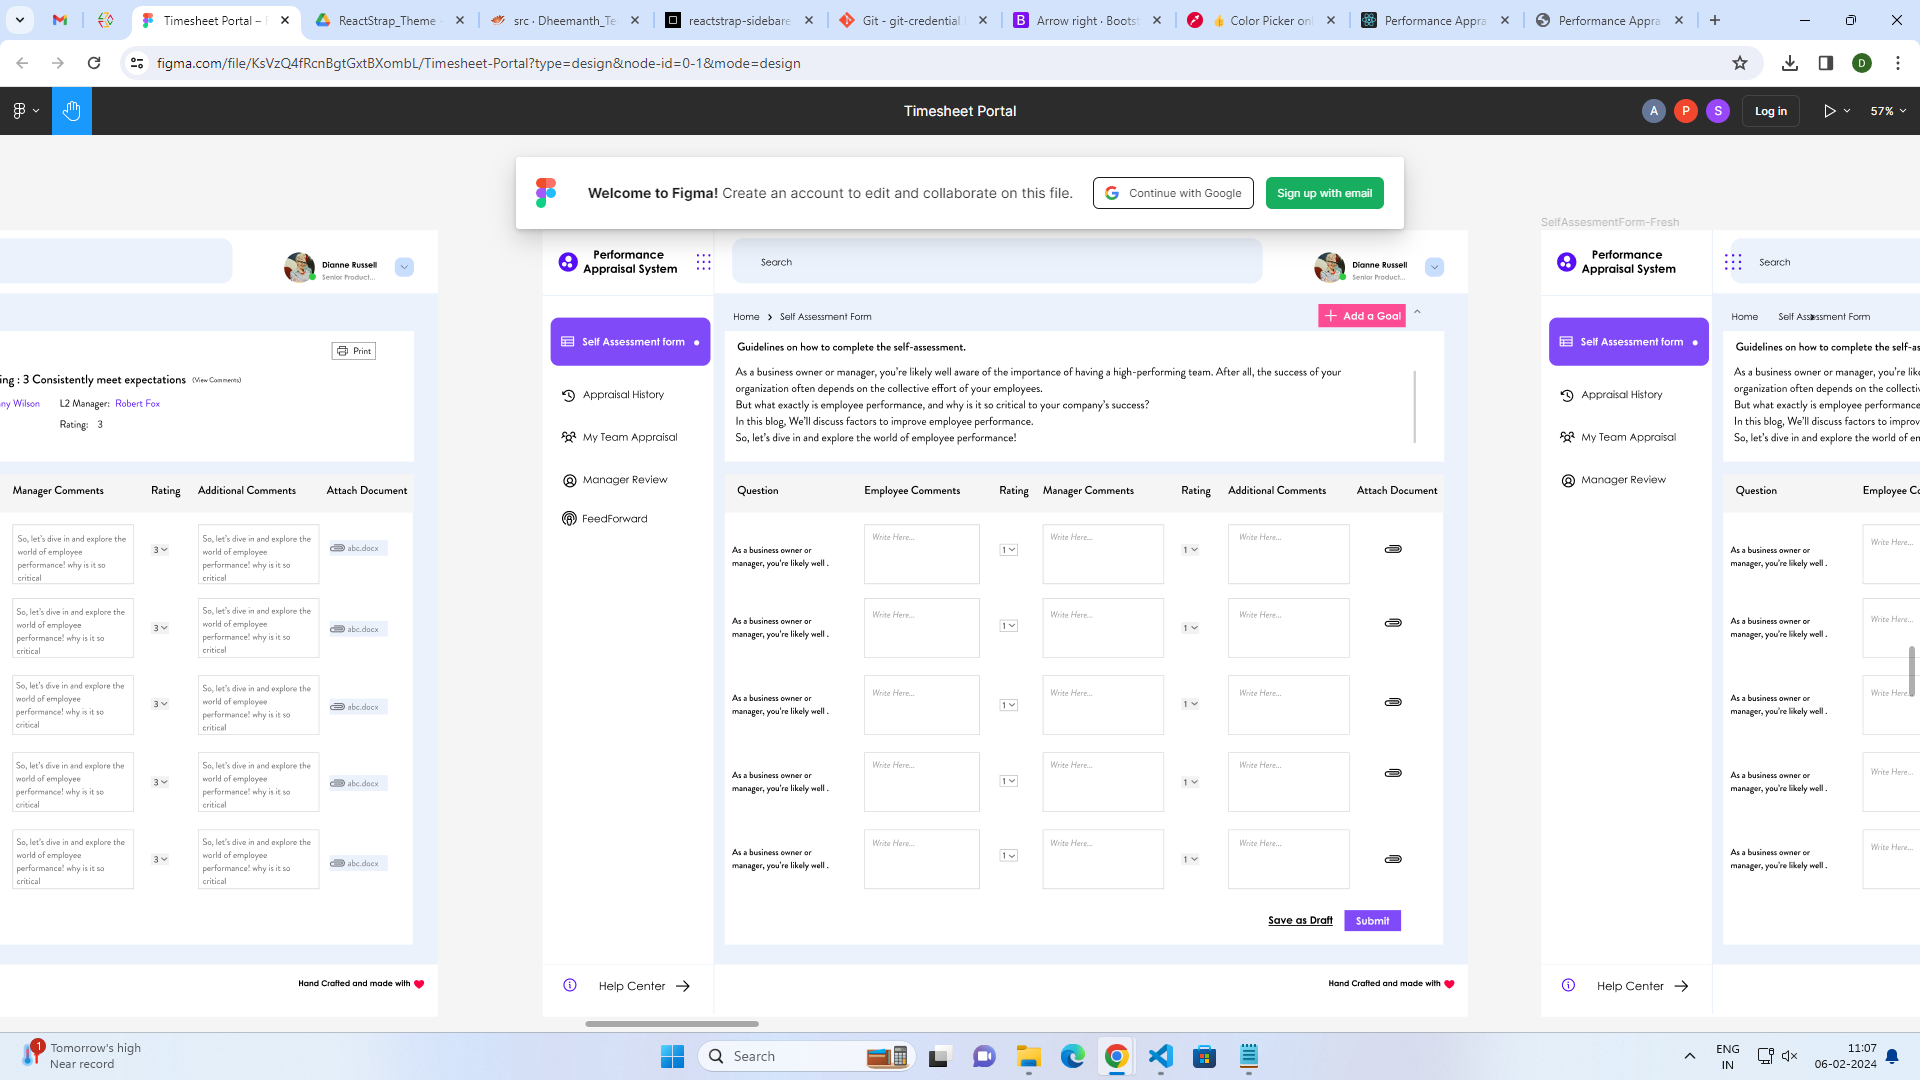 Timesheet Portal – F
ReactStrap_Theme -
src · Dheemanth_Te
reactstrap-sidebare
Git - git-credential
Arrow right · Boots
Color Picker on
Performance Appra
Performance Appra
figma.com/file/KsVzQ4fRcnBgtGxtBXombL/Timesheet-Portal?type=design&node-id=0-1&mode=design
D
Timesheet Portal
A
P
S
Log in
57%
Welcome to Figma! Create an account to edit and collaborate on this file.
Continue with Google
Sign up with email
Dianne Russell
Senior Product...
Print
ing : 3 Consistently meet expectations (View Comments)
ny Wilson L2 Manager: Robert Fox
Rating: 3
Manager Comments Rating Additional Comments Attach Document
So, let's dive in and explore the
world of employee
performance! why is it so
critical
3
So, let's dive in and explore the
world of employee
performance! why is it so
critical
abc.docx
So, let's dive in and explore the
world of employee
performance! why is it so
critical
3
So, let's dive in and explore the
world of employee
performance! why is it so
critical
abc.docx
So, let's dive in and explore the
world of employee
performance! why is it so
critical
3
So, let's dive in and explore the
world of employee
performance! why is it so
critical
abc.docx
So, let's dive in and explore the
world of employee
performance! why is it so
critical
3
So, let's dive in and explore the
world of employee
performance! why is it so
critical
abc.docx
So, let's dive in and explore the
world of employee
performance! why is it so
critical
3
So, let's dive in and explore the
world of employee
performance! why is it so
critical
abc.docx
Hand Crafted and made with
Performance
Appraisal System
Search
Dianne Russell
Senior Product...
Self Assessment form
Appraisal History
My Team Appraisal
Manager Review
FeedForward
Help Center
Home Self Assessment Form
Add a Goal
Guidelines on how to complete the self-assessment.
As a business owner or manager, you're likely well aware of the importance of having a high-performing team. After all, the success of your
organization often depends on the collective effort of your employees.
But what exactly is employee performance, and why is it so critical to your company's success?
In this blog, We'll discuss factors to improve employee performance.
So, let's dive in and explore the world of employee performance!
Question Employee Comments Rating Manager Comments Rating Additional Comments Attach Document
As a business owner or
manager, you're likely well .
Write Here... 1 Write Here... 1 Write Here...
As a business owner or
manager, you're likely well .
Write Here... 1 Write Here... 1 Write Here...
As a business owner or
manager, you're likely well .
Write Here... 1 Write Here... 1 Write Here...
As a business owner or
manager, you're likely well .
Write Here... 1 Write Here... 1 Write Here...
As a business owner or
manager, you're likely well .
Write Here... 1 Write Here... 1 Write Here...
Save as Draft Submit
Hand Crafted and made with
SelfAssesmentForm-Fresh
Performance
Appraisal System
Search
Self Assessment form
Appraisal History
My Team Appraisal
Manager Review
Help Center
Home Self Assessment Form
Guidelines on how to complete the self-as
As a business owner or manager, you're lik
organization often depends on the collectiv
But what exactly is employee performance
In this blog, We'll discuss factors to improv
So, let's dive in and explore the world of em
Question Employee Co
As a business owner or
manager, you're likely well .
Write Here...
As a business owner or
manager, you're likely well .
Write Here...
As a business owner or
manager, you're likely well .
Write Here...
As a business owner or
manager, you're likely well .
Write Here...
As a business owner or
manager, you're likely well .
Write Here...
1
Tomorrow's high
Near record
Search
ENG
IN
11:07
06-02-2024